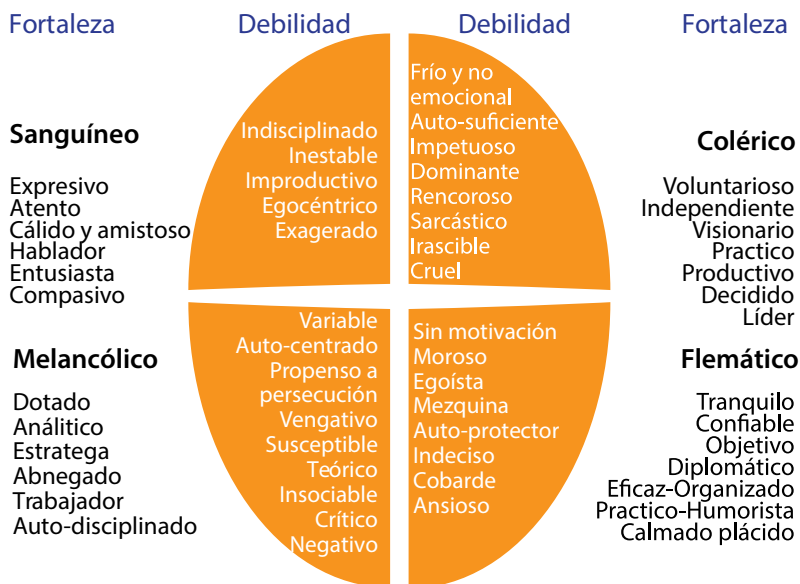 Fortaleza
Debilidad
Debilidad
Fortaleza
Sanguíneo
Expresivo
Atento
Cálido y amistoso
Hablador
Entusiasta
Compasivo
Indisciplinado
Inestable
Improductivo
Egocéntrico
Exagerado
Frío y no
emocional
Auto-suficiente
Impetuoso
Dominante
Rencoroso
Sarcástico
Irascible
Cruel
Colérico
Voluntarioso
Independiente
Visionario
Practico
Productivo
Decidido
Líder
Melancólico
Dotado
Análitico
Estratega
Abnegado
Trabajador
Auto-disciplinado
Variable
Auto-centrado
Propenso a
persecución
Vengativo
Susceptible
Teórico
Insociable
Crítico
Negativo
Sin motivación
Moroso
Egoísta
Mezquina
Auto-protector
Indeciso
Cobarde
Ansioso
Flemático
Tranquilo
Confiable
Objetivo
Diplomático
Eficaz-Organizado
Practico-Humorista
Calmado plácido